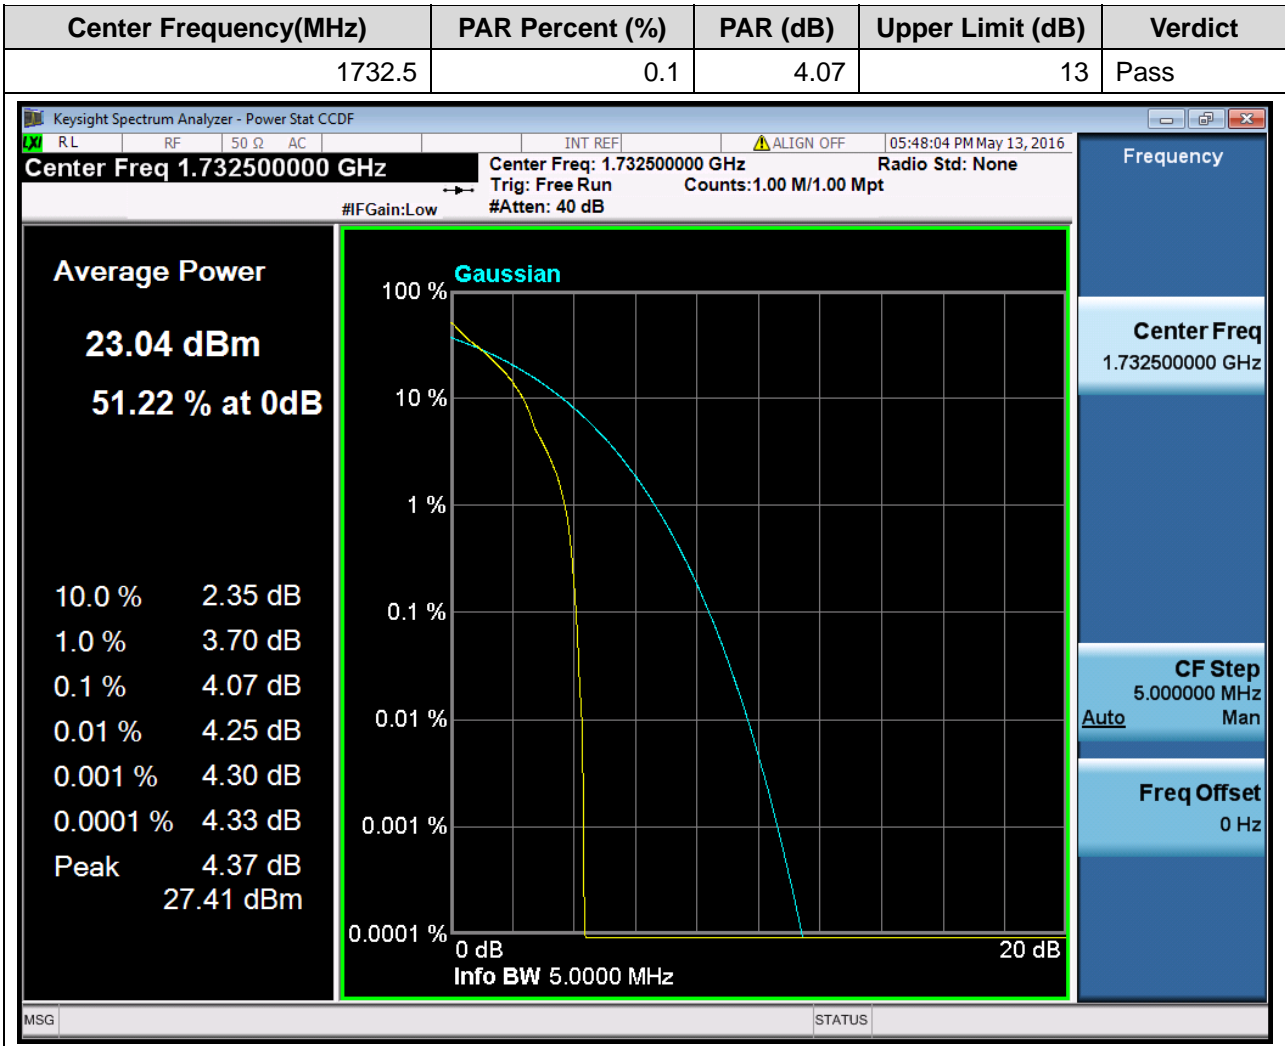 Center Frequency(MHz) PAR Percent (%) PAR (dB) Upper Limit (dB) Verdict
1732.5 0.1 4.07 13 Pass
Keysight Spectrum Analyzer - Power Stat CCDF
LXI RL RF 50 Ω AC INT REF ALIGN OFF 05:48:04 PM May 13, 2016
Center Freq 1.732500000 GHz
Center Freq: 1.732500000 GHz Radio Std: None
Trig: Free Run Counts:1.00 M/1.00 Mpt
#IFGain:Low #Atten: 40 dB
Average Power
23.04 dBm
51.22 % at 0dB
10.0 % 2.35 dB
1.0 % 3.70 dB
0.1 % 4.07 dB
0.01 % 4.25 dB
0.001 % 4.30 dB
0.0001 % 4.33 dB
Peak 4.37 dB
27.41 dBm
Gaussian
100 %
10 %
1 %
0.1 %
0.01 %
0.001 %
0.0001 %
0 dB 20 dB
Info BW 5.0000 MHz
Frequency
Center Freq
1.732500000 GHz
CF Step
5.000000 MHz
Auto Man
Freq Offset
0 Hz
MSG STATUS